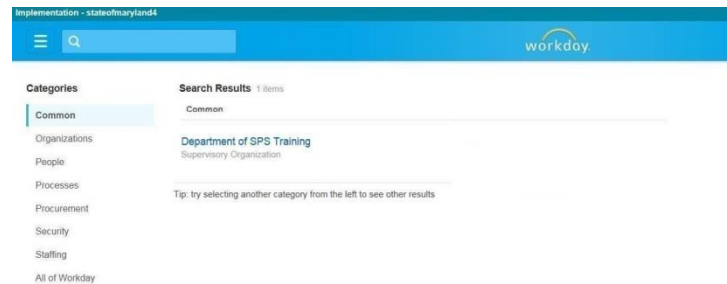 Implementation - stateofmaryland4
workday.
Categories
Common
Organizations
People
Processes
Procurement
Security
Staffing
All of Workday
Search Results 1 items
Common
Department of SPS Training
Supervisory Organization
Tip: try selecting another category from the left to see other results